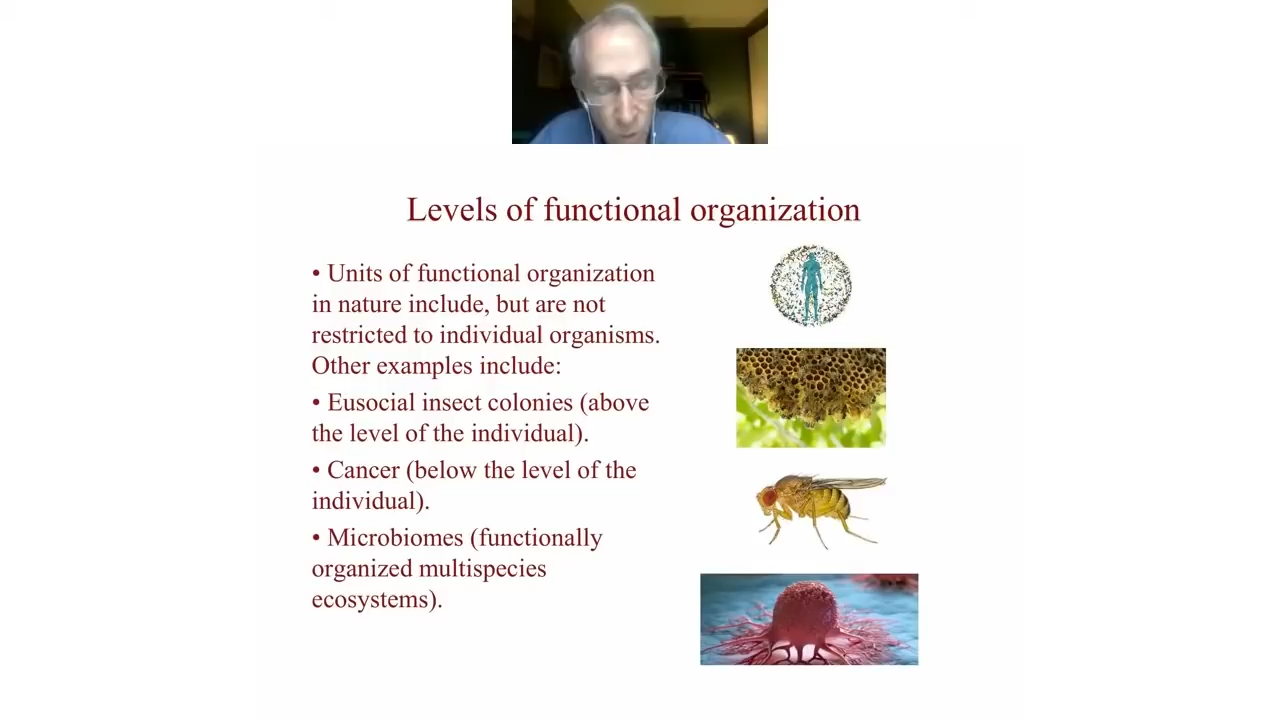 Levels of functional organization
• Units of functional organization
in nature include, but are not
restricted to individual organisms.
Other examples include:
• Eusocial insect colonies (above
the level of the individual).
• Cancer (below the level of the
individual).
• Microbiomes (functionally
organized multispecies
ecosystems).